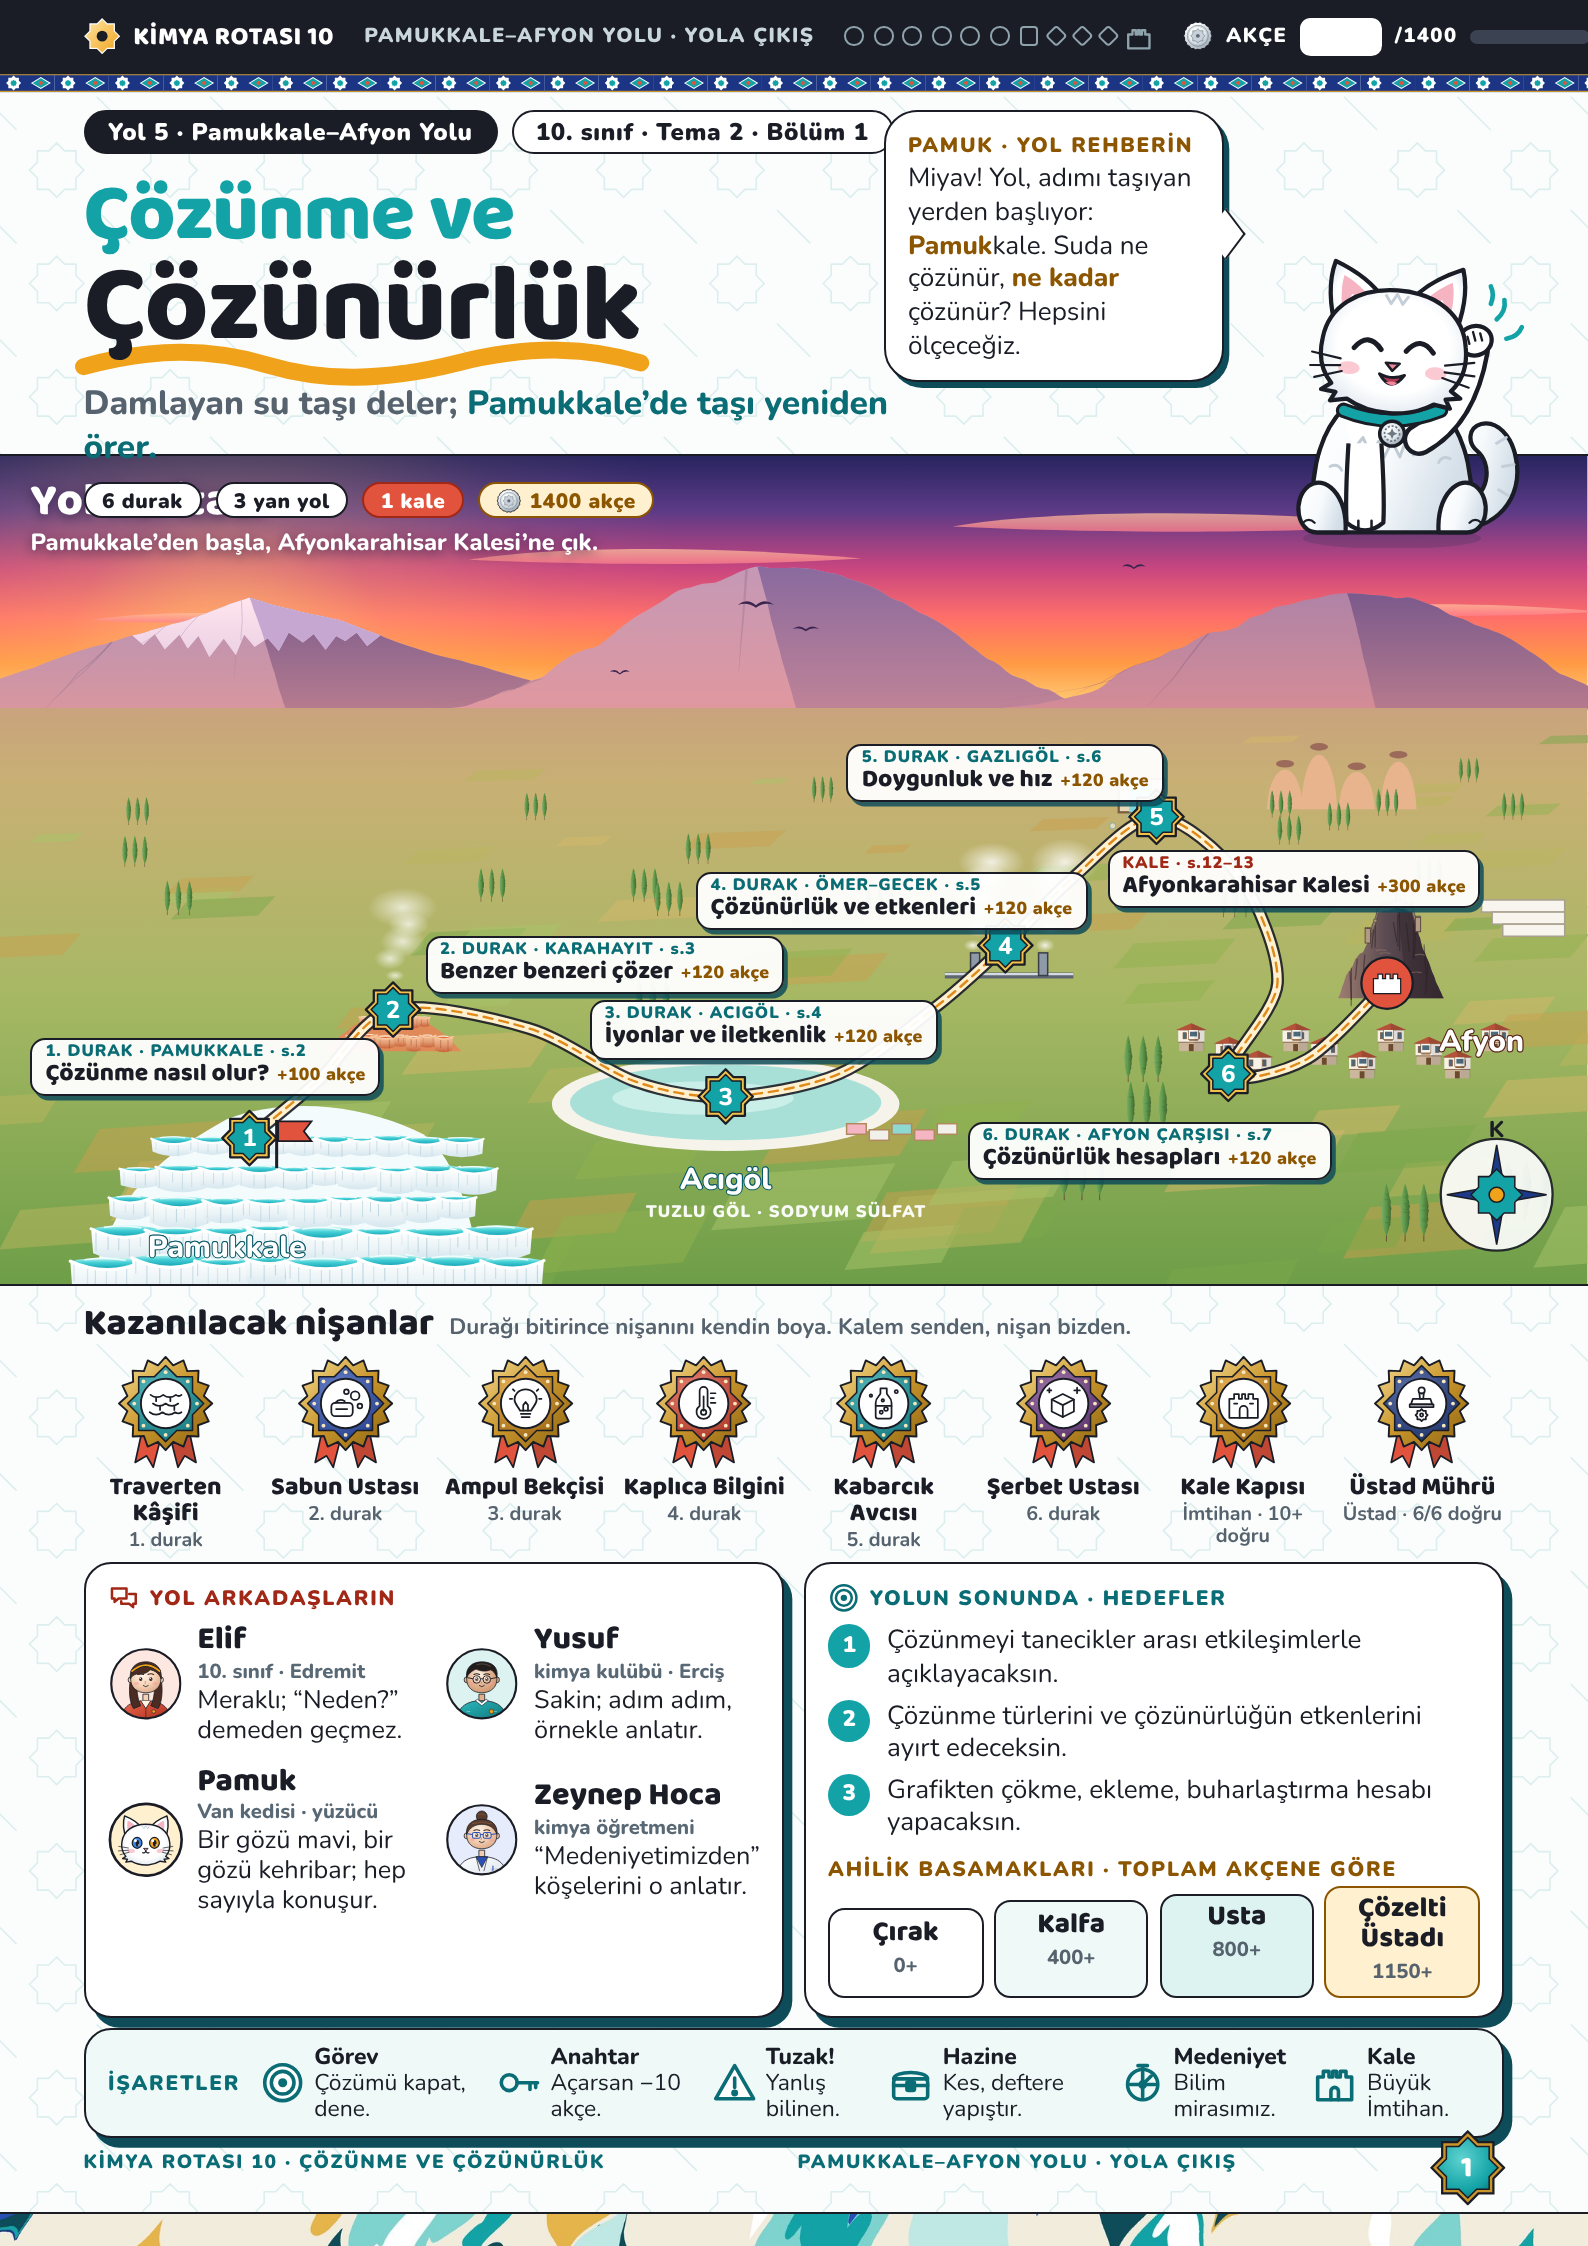 KİMYA ROTASI 10
PAMUKKALE–AFYON YOLU · YOLA ÇIKIŞ
AKÇE
/1400
Yol 5 · Pamukkale–Afyon Yolu
10. sınıf · Tema 2 · Bölüm 1
PAMUK · YOL REHBERİN
Miyav! Yol, adımı taşıyan
yerden başlıyor:
Pamukkale. Suda ne
çözünür, ne kadar
çözünür? Hepsini
ölçeceğiz.
Çözünme ve
Çözünürlük
Damlayan su taşı deler; Pamukkale’de taşı yeniden
örer.
6 durak
3 yan yol
1 kale
1400 akçe
Pamukkale’den başla, Afyonkarahisar Kalesi’ne çık.
5. DURAK · GAZLIGÖL · s.6
Doygunluk ve hız +120 akçe
5
KALE · s.12–13
Afyonkarahisar Kalesi +300 akçe
4. DURAK · ÖMER–GECEK · s.5
Çözünürlük ve etkenleri +120 akçe
4
2. DURAK · KARAHAYIT · s.3
Benzer benzeri çözer +120 akçe
2
3. DURAK · ACIGÖL · s.4
İyonlar ve iletkenlik +120 akçe
3
1. DURAK · PAMUKKALE · s.2
Çözünme nasıl olur? +100 akçe
1
Afyon
6
6. DURAK · AFYON ÇARŞISI · s.7
Çözünürlük hesapları +120 akçe
K
Acıgöl
TUZLU GÖL · SODYUM SÜLFAT
Pamukkale
Kazanılacak nişanlar
Durağı bitirince nişanını kendin boya. Kalem senden, nişan bizden.
Traverten
Kâşifi
1. durak
Sabun Ustası
2. durak
Ampul Bekçisi
3. durak
Kaplıca Bilgini
4. durak
Kabarcık
Avcısı
5. durak
Şerbet Ustası
6. durak
Kale Kapısı
İmtihan · 10+
doğru
Üstad Mührü
Üstad · 6/6 doğru
YOL ARKADAŞLARIN
Elif
10. sınıf · Edremit
Meraklı; “Neden?”
demeden geçmez.
Yusuf
kimya kulübü · Erciş
Sakin; adım adım,
örnekle anlatır.
Pamuk
Van kedisi · yüzücü
Bir gözü mavi, bir
gözü kehribar; hep
sayıyla konuşur.
Zeynep Hoca
kimya öğretmeni
“Medeniyetimizden”
köşelerini o anlatır.
YOLUN SONUNDA · HEDEFLER
1
Çözünmeyi tanecikler arası etkileşimlerle
açıklayacaksın.
2
Çözünme türlerini ve çözünürlüğün etkenlerini
ayırt edeceksin.
3
Grafikten çökme, ekleme, buharlaştırma hesabı
yapacaksın.
AHİLİK BASAMAKLARI · TOPLAM AKÇENE GÖRE
Çırak
0+
Kalfa
400+
Usta
800+
Çözelti
Üstadı
1150+
İŞARETLER
Görev
Çözümü kapat,
dene.
Anahtar
Açarsan −10
akçe.
Tuzak!
Yanlış
bilinen.
Hazine
Kes, deftere
yapıştır.
Medeniyet
Bilim
mirasımız.
Kale
Büyük
İmtihan.
KİMYA ROTASI 10 · ÇÖZÜNME VE ÇÖZÜNÜRLÜK
PAMUKKALE–AFYON YOLU · YOLA ÇIKIŞ
1